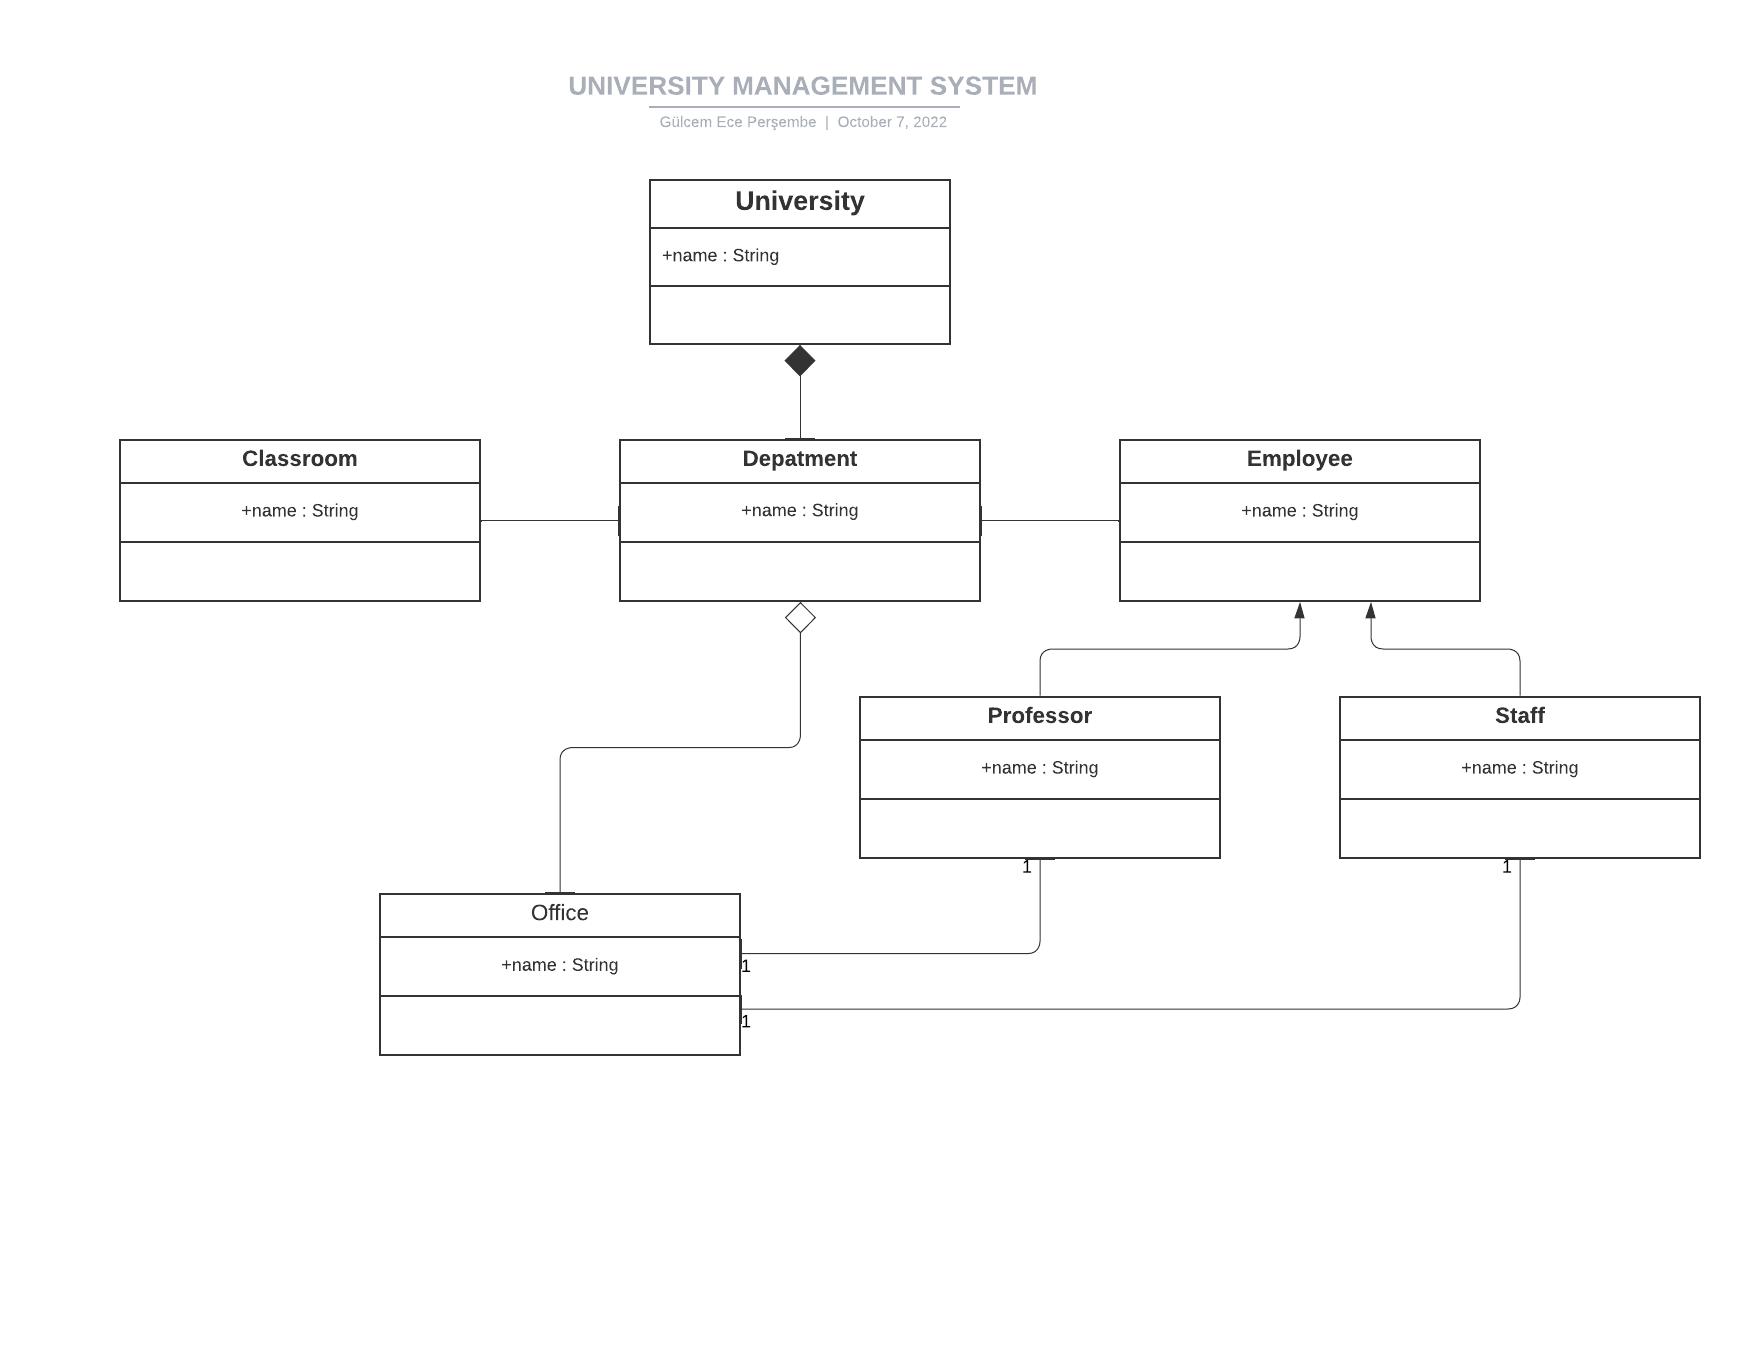 UNIVERSITY MANAGEMENT SYSTEM
Gülcem Ece Perşembe | October 7, 2022
University
+name : String
Classroom
+name : String
Depatment
+name : String
Employee
+name : String
Professor
+name : String
Staff
+name : String
1
1
Office
+name : String
1
1